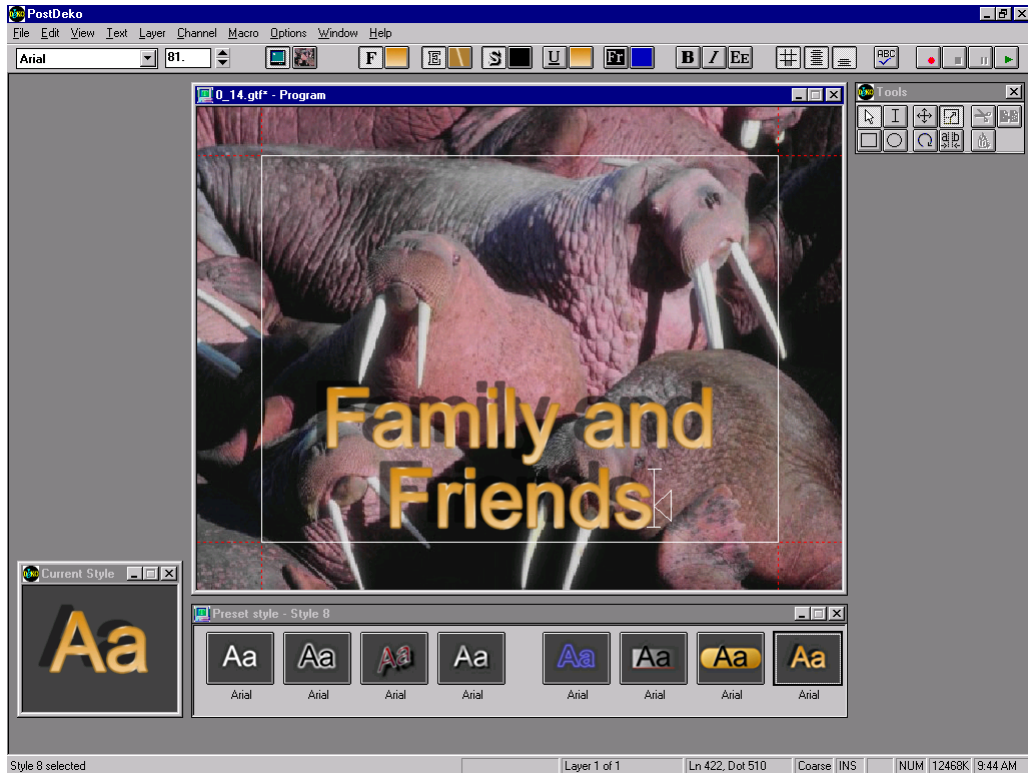 PostDeko
File Edit View Text Layer Channel Macro Options Window Help
Arial 81. F E S U Fr B I EE ABC
0_14.gtf* - Program
Tools
Family and
Friends
Current Style
Aa
Preset style - Style 8
Aa Aa Aa Aa Aa Aa Aa Aa
Arial Arial Arial Arial Arial Arial Arial Arial
Style 8 selected Layer 1 of 1 Ln 422, Dot 510 Coarse INS NUM 12468K 9:44 AM